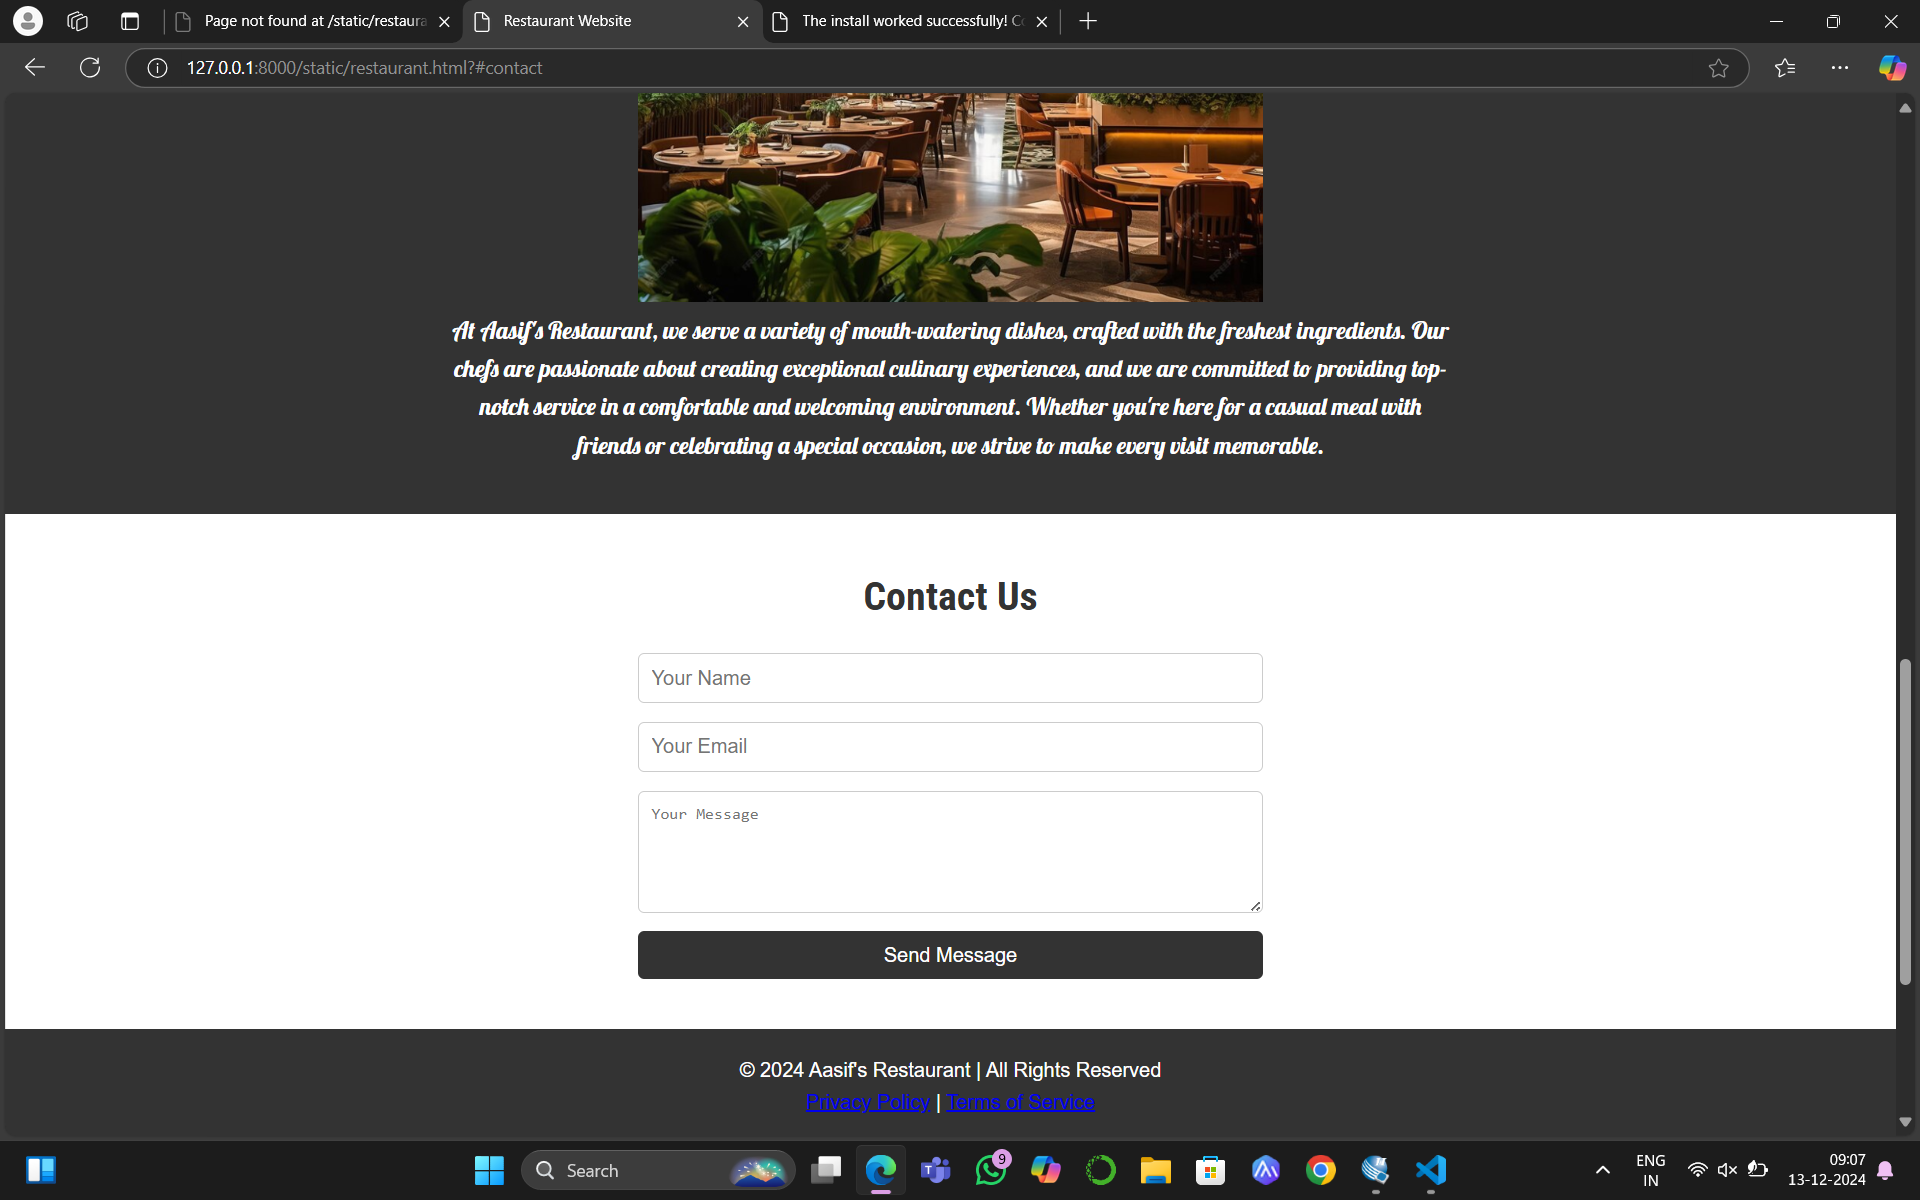 Page not found at /static/restaura
Restaurant Website
The install worked successfully! Co
127.0.0.1:8000/static/restaurant.html?#contact
At Aasif's Restaurant, we serve a variety of mouth-watering dishes, crafted with the freshest ingredients. Our
chefs are passionate about creating exceptional culinary experiences, and we are committed to providing top-
notch service in a comfortable and welcoming environment. Whether you're here for a casual meal with
friends or celebrating a special occasion, we strive to make every visit memorable.
Contact Us
Your Name
Your Email
Your Message
Send Message
© 2024 Aasif's Restaurant | All Rights Reserved
Privacy Policy | Terms of Service
Search
9
ENG
IN
09:07
13-12-2024